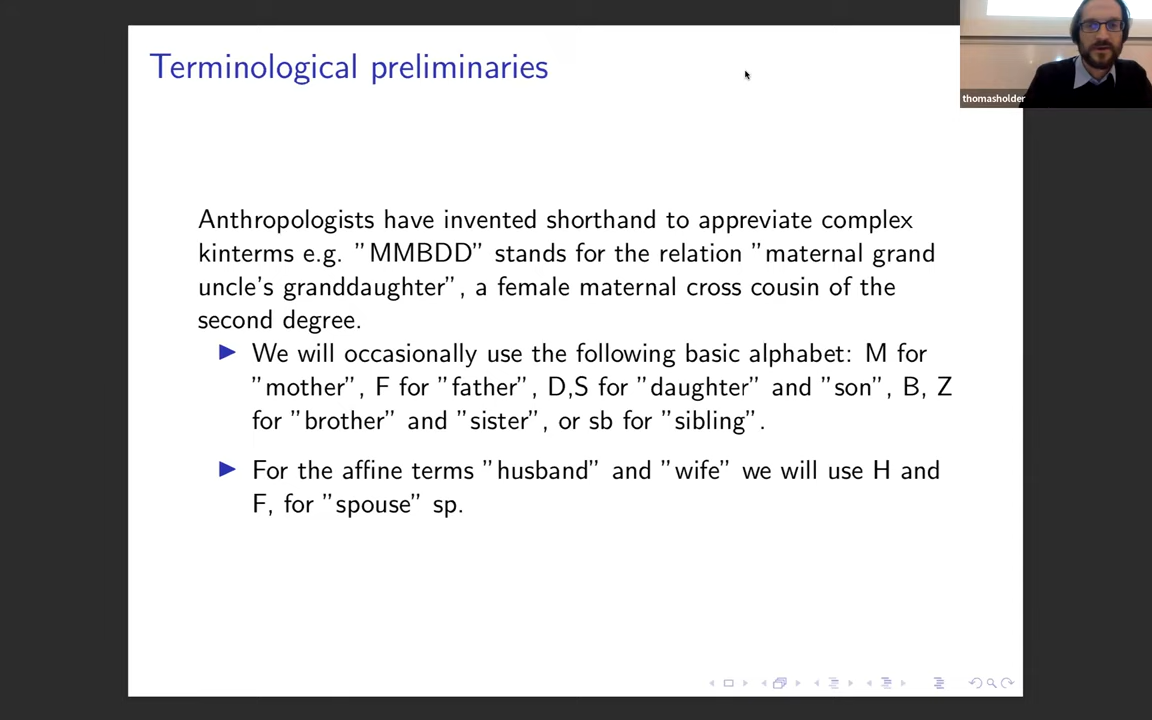 Terminological preliminaries
thomasholder
Anthropologists have invented shorthand to appreviate complex
kinterms e.g. ”MMBDD” stands for the relation ”maternal grand
uncle's granddaughter”, a female maternal cross cousin of the
second degree.
We will occasionally use the following basic alphabet: M for
”mother”, F for ”father”, D,S for ”daughter” and ”son”, B, Z
for ”brother” and ”sister”, or sb for ”sibling”.
For the affine terms ”husband” and ”wife” we will use H and
F, for ”spouse” sp.